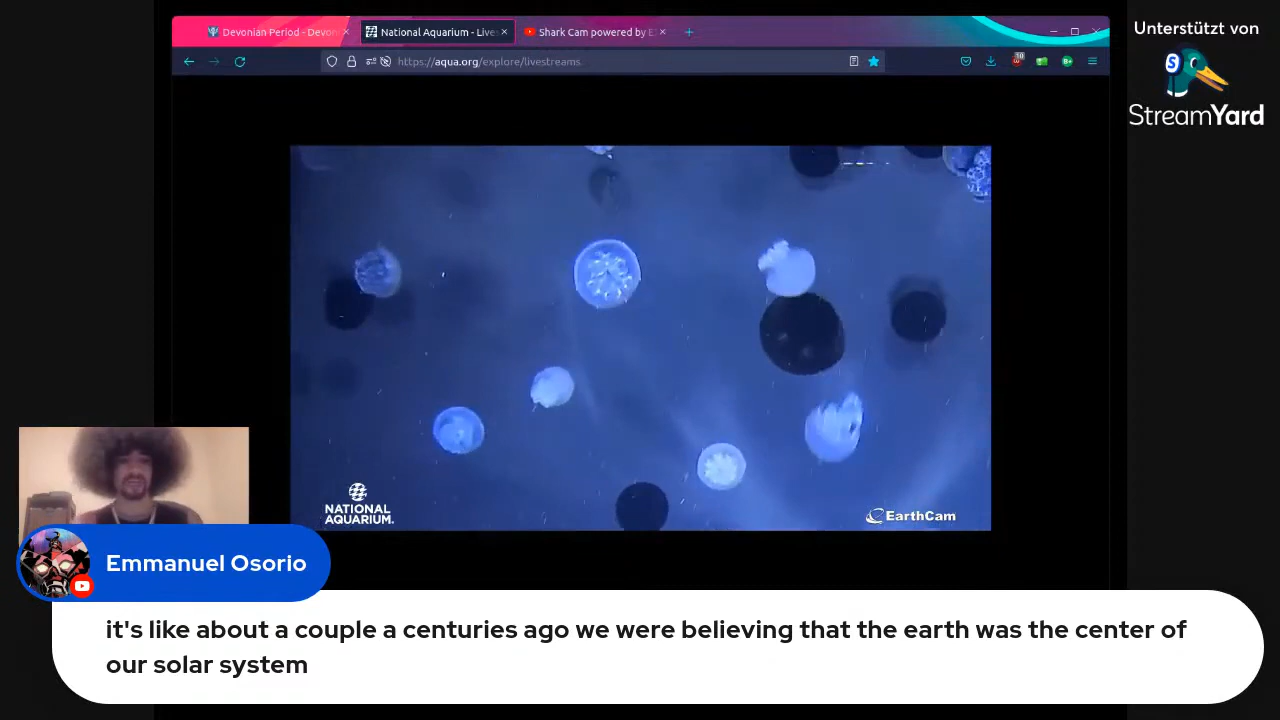 Devonian Period - Devon
National Aquarium - Live
Shark Cam powered by E
https://aqua.org/explore/livestreams
Unterstützt von
StreamYard
NATIONAL
AQUARIUM.
EarthCam
Emmanuel Osorio
it's like about a couple a centuries ago we were believing that the earth was the center of
our solar system